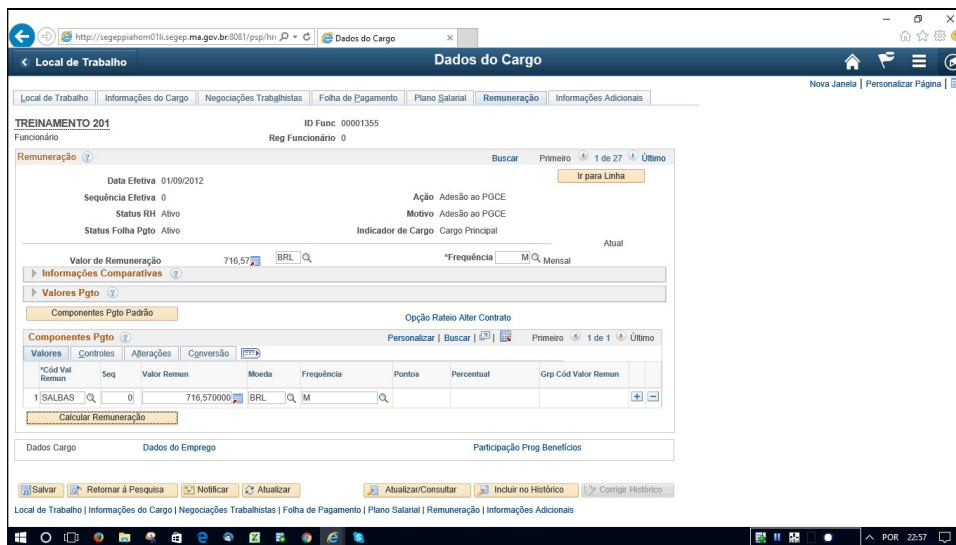 http://segeppiahom01li.segep.ma.gov.br:8081/psp/hri
Dados do Cargo
Local de Trabalho
Dados do Cargo
Nova Janela | Personalizar Página |
Local de Trabalho Informações do Cargo Negociações Trabalhistas Folha de Pagamento Plano Salarial Remuneração Informações Adicionais
TREINAMENTO 201 ID Func 00001355
Funcionário Reg Funcionário 0
Remuneração Buscar Primeiro 1 de 27 Último
Ir para Linha
Data Efetiva 01/09/2012
Sequência Efetiva 0 Ação Adesão ao PGCE
Status RH Ativo Motivo Adesão ao PGCE
Status Folha Pgto Ativo Indicador de Cargo Cargo Principal
Atual
Valor de Remuneração 716,57 BRL *Frequência M Mensal
Informações Comparativas
Valores Pgto
Componentes Pgto Padrão Opção Rateio Alter Contrato
Componentes Pgto Personalizar | Buscar | | Primeiro 1 de 1 Último
Valores Controles Alterações Conversão
*Cód Val Remun Seq Valor Remun Moeda Frequência Pontos Percentual Grp Cód Valor Remun
1 SALBAS 0 716,570000 BRL M
Calcular Remuneração
Dados Cargo Dados do Emprego Participação Prog Benefícios
Salvar Retornar à Pesquisa Notificar Atualizar Atualizar/Consultar Incluir no Histórico Corrigir Histórico
Local de Trabalho | Informações do Cargo | Negociações Trabalhistas | Folha de Pagamento | Plano Salarial | Remuneração | Informações Adicionais
POR 22:57